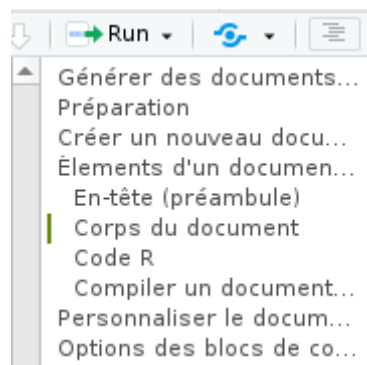 Run
Générer des documents...
Préparation
Créer un nouveau docu...
Élements d'un documen...
En-tête (préambule)
Corps du document
Code R
Compiler un document...
Personnaliser le docum...
Options des blocs de co...